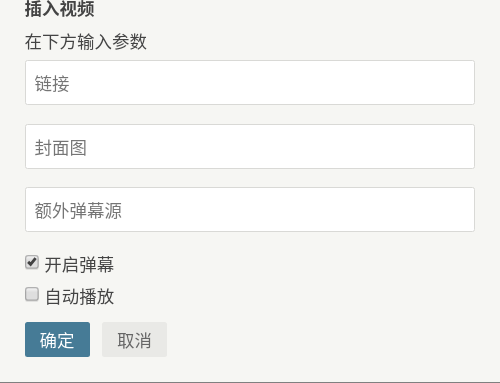 插入视频
在下方输入参数
链接
封面图
额外弹幕源
开启弹幕
自动播放
确定 取消